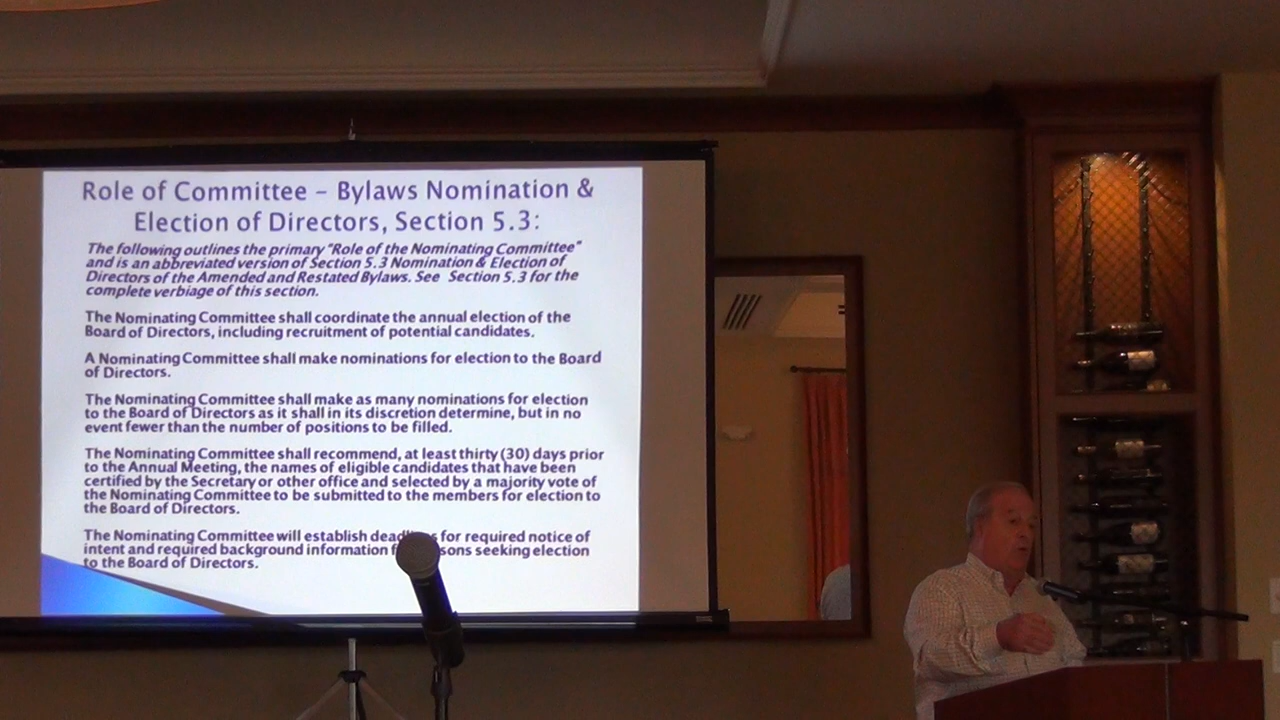 Role of Committee – Bylaws Nomination &
Election of Directors, Section 5.3:
The following outlines the primary "Role of the Nominating Committee"
and is an abbreviated version of Section 5.3 Nomination & Election of
Directors of the Amended and Restated Bylaws. See Section 5.3 for the
complete verbiage of this section.
The Nominating Committee shall coordinate the annual election of the
Board of Directors, including recruitment of potential candidates.
A Nominating Committee shall make nominations for election to the Board
of Directors.
The Nominating Committee shall make as many nominations for election
to the Board of Directors as it shall in its discretion determine, but in no
event fewer than the number of positions to be filled.
The Nominating Committee shall recommend, at least thirty (30) days prior
to the Annual Meeting, the names of eligible candidates that have been
certified by the Secretary or other office and selected by a majority vote of
the Nominating Committee to be submitted to the members for election to
the Board of Directors.
The Nominating Committee will establish for required notice of
intent and required background information seeking election
to the Board of Directors.